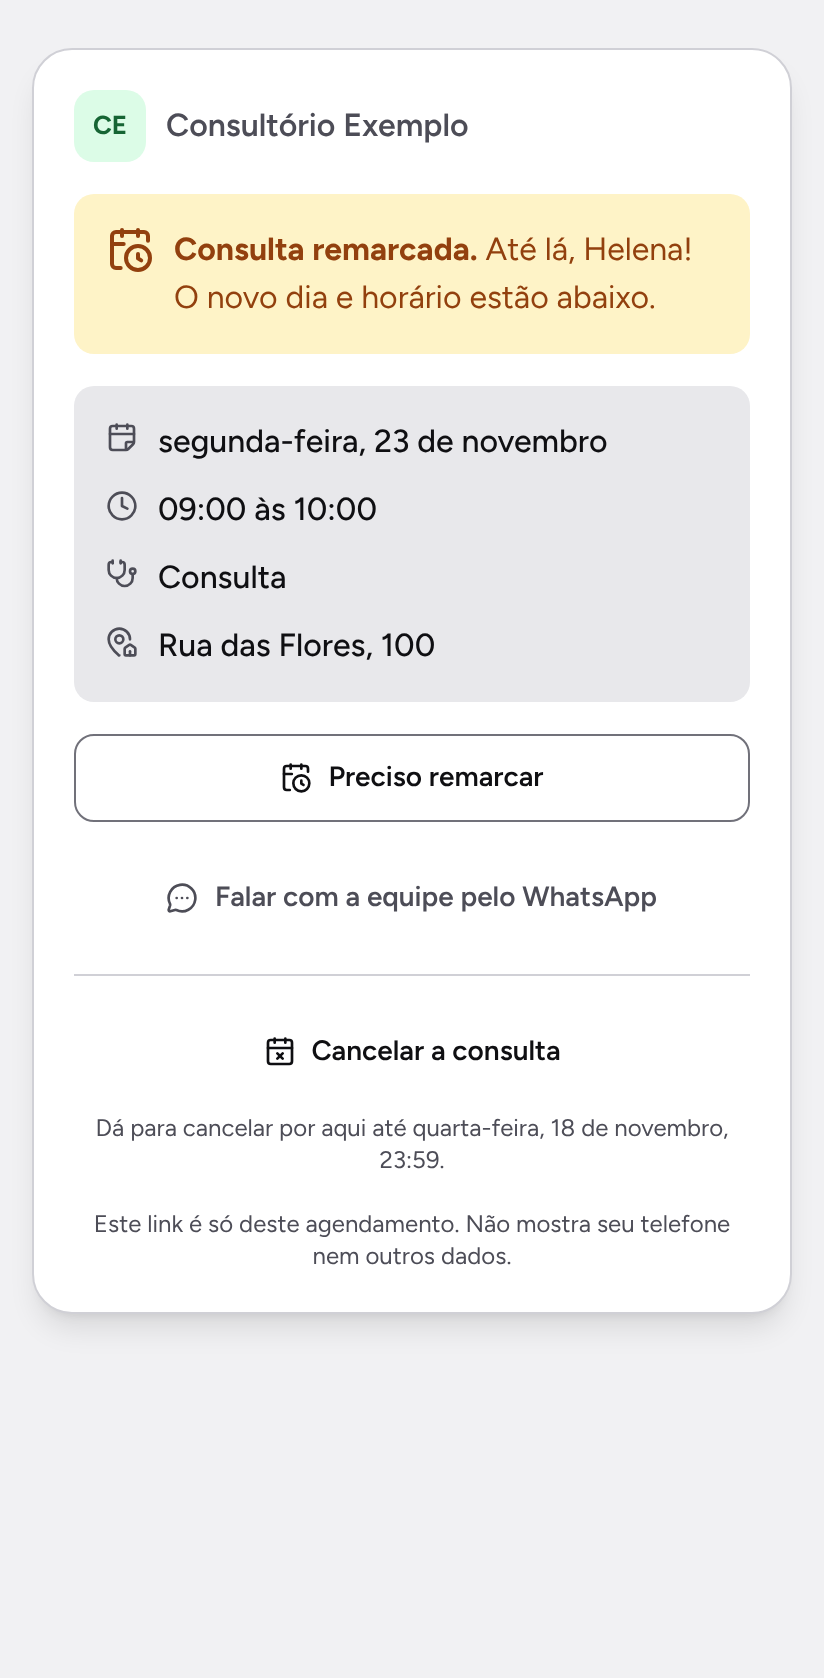 CE
Consultório Exemplo
Consulta remarcada. Até lá, Helena!
O novo dia e horário estão abaixo.
segunda-feira, 23 de novembro
09:00 às 10:00
Consulta
Rua das Flores, 100
Preciso remarcar
Falar com a equipe pelo WhatsApp
Cancelar a consulta
Dá para cancelar por aqui até quarta-feira, 18 de novembro,
23:59.
Este link é só deste agendamento. Não mostra seu telefone
nem outros dados.